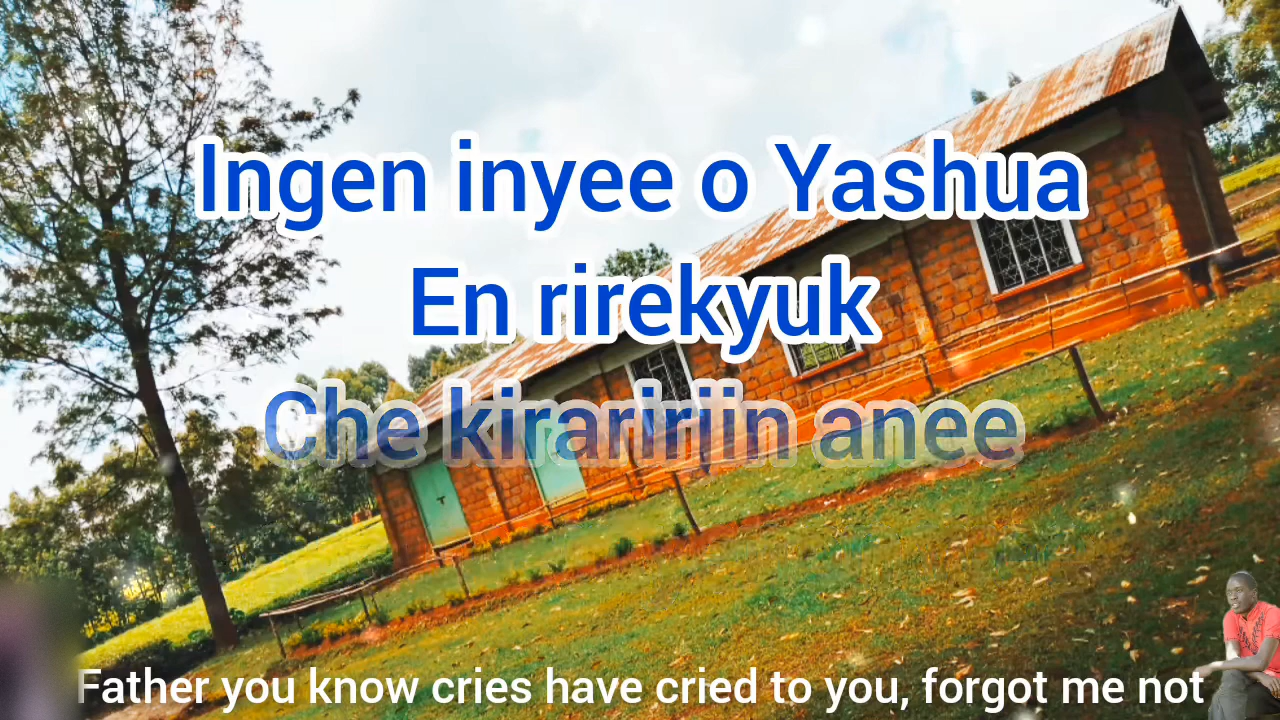 Ingen inyee o Yashua
En rirekyuk
Che kiraririin anee
Father you know cries have cried to you, forgot me not